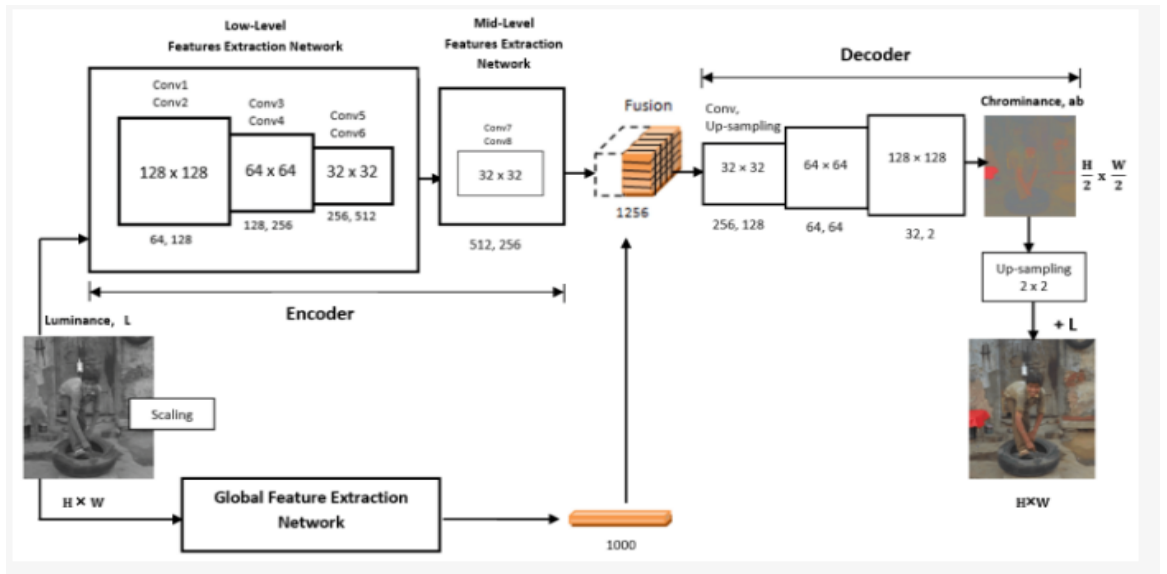 Low-Level
Features Extraction Network
Mid-Level
Features Extraction
Network
Decoder
Conv1
Conv2
Conv3
Conv4
Conv5
Conv6
128 x 128
64 x 64
32 x 32
64, 128
128, 256
256, 512
Conv7
Conv8
32 x 32
512, 256
Encoder
Fusion
1256
Conv,
Up-sampling
32 × 32
64 × 64
128 × 128
256, 128
64, 64
32, 2
Chrominance, ab
H/2 x W/2
Up-sampling
2 x 2
+ L
H×W
Luminance, L
Scaling
H × W
Global Feature Extraction
Network
1000